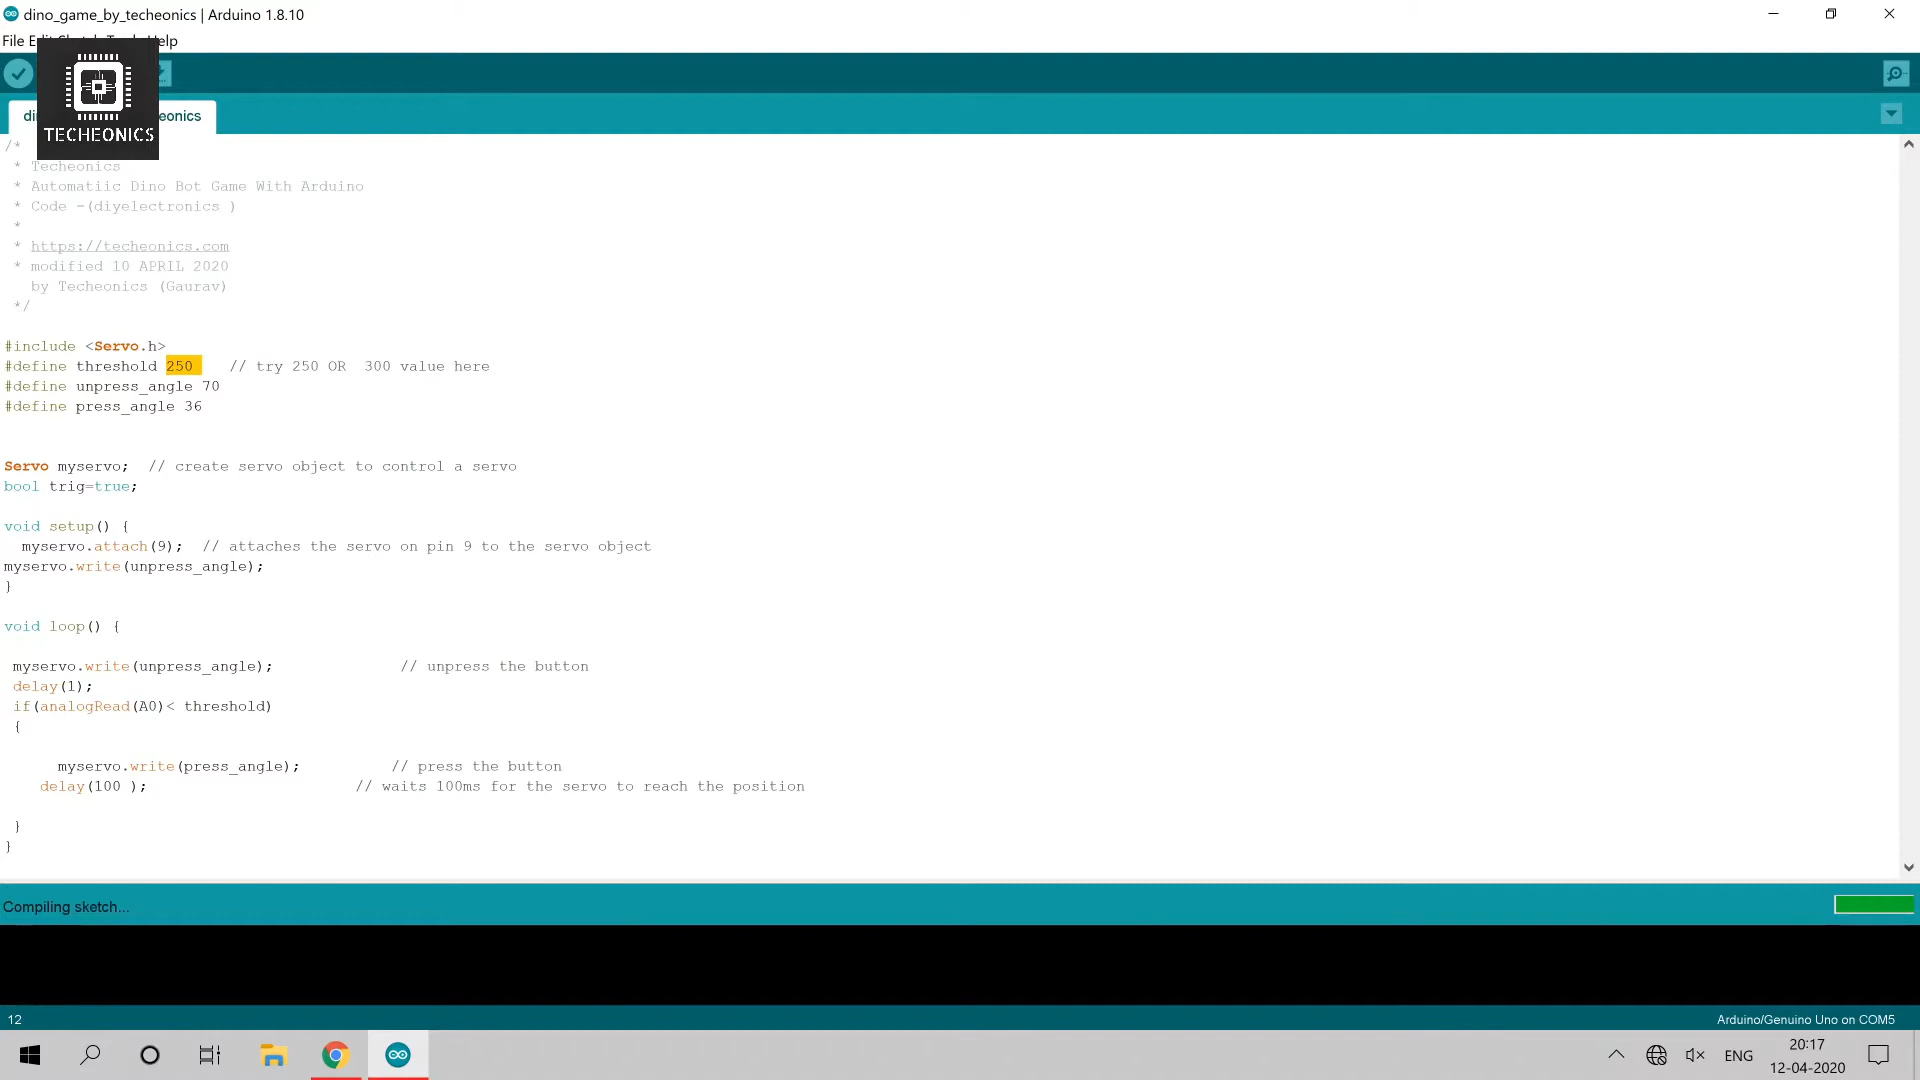 dino_game_by_techeonics | Arduino 1.8.10
File Edit Sketch Tools Help
TECHEONICS
eonics
/*
* Techeonics
* Automatiic Dino Bot Game With Arduino
* Code -(diyelectronics )
*
* https://techeonics.com
* modified 10 APRIL 2020
by Techeonics (Gaurav)
*/
#include <Servo.h>
#define threshold 250 // try 250 OR 300 value here
#define unpress_angle 70
#define press_angle 36
Servo myservo; // create servo object to control a servo
bool trig=true;
void setup() {
myservo.attach(9); // attaches the servo on pin 9 to the servo object
myservo.write(unpress_angle);
}
void loop() {
myservo.write(unpress_angle); // unpress the button
delay(1);
if(analogRead(A0)< threshold)
{
myservo.write(press_angle); // press the button
delay(100 ); // waits 100ms for the servo to reach the position
}
}
Compiling sketch...
12
Arduino/Genuino Uno on COM5
ENG
20:17
12-04-2020